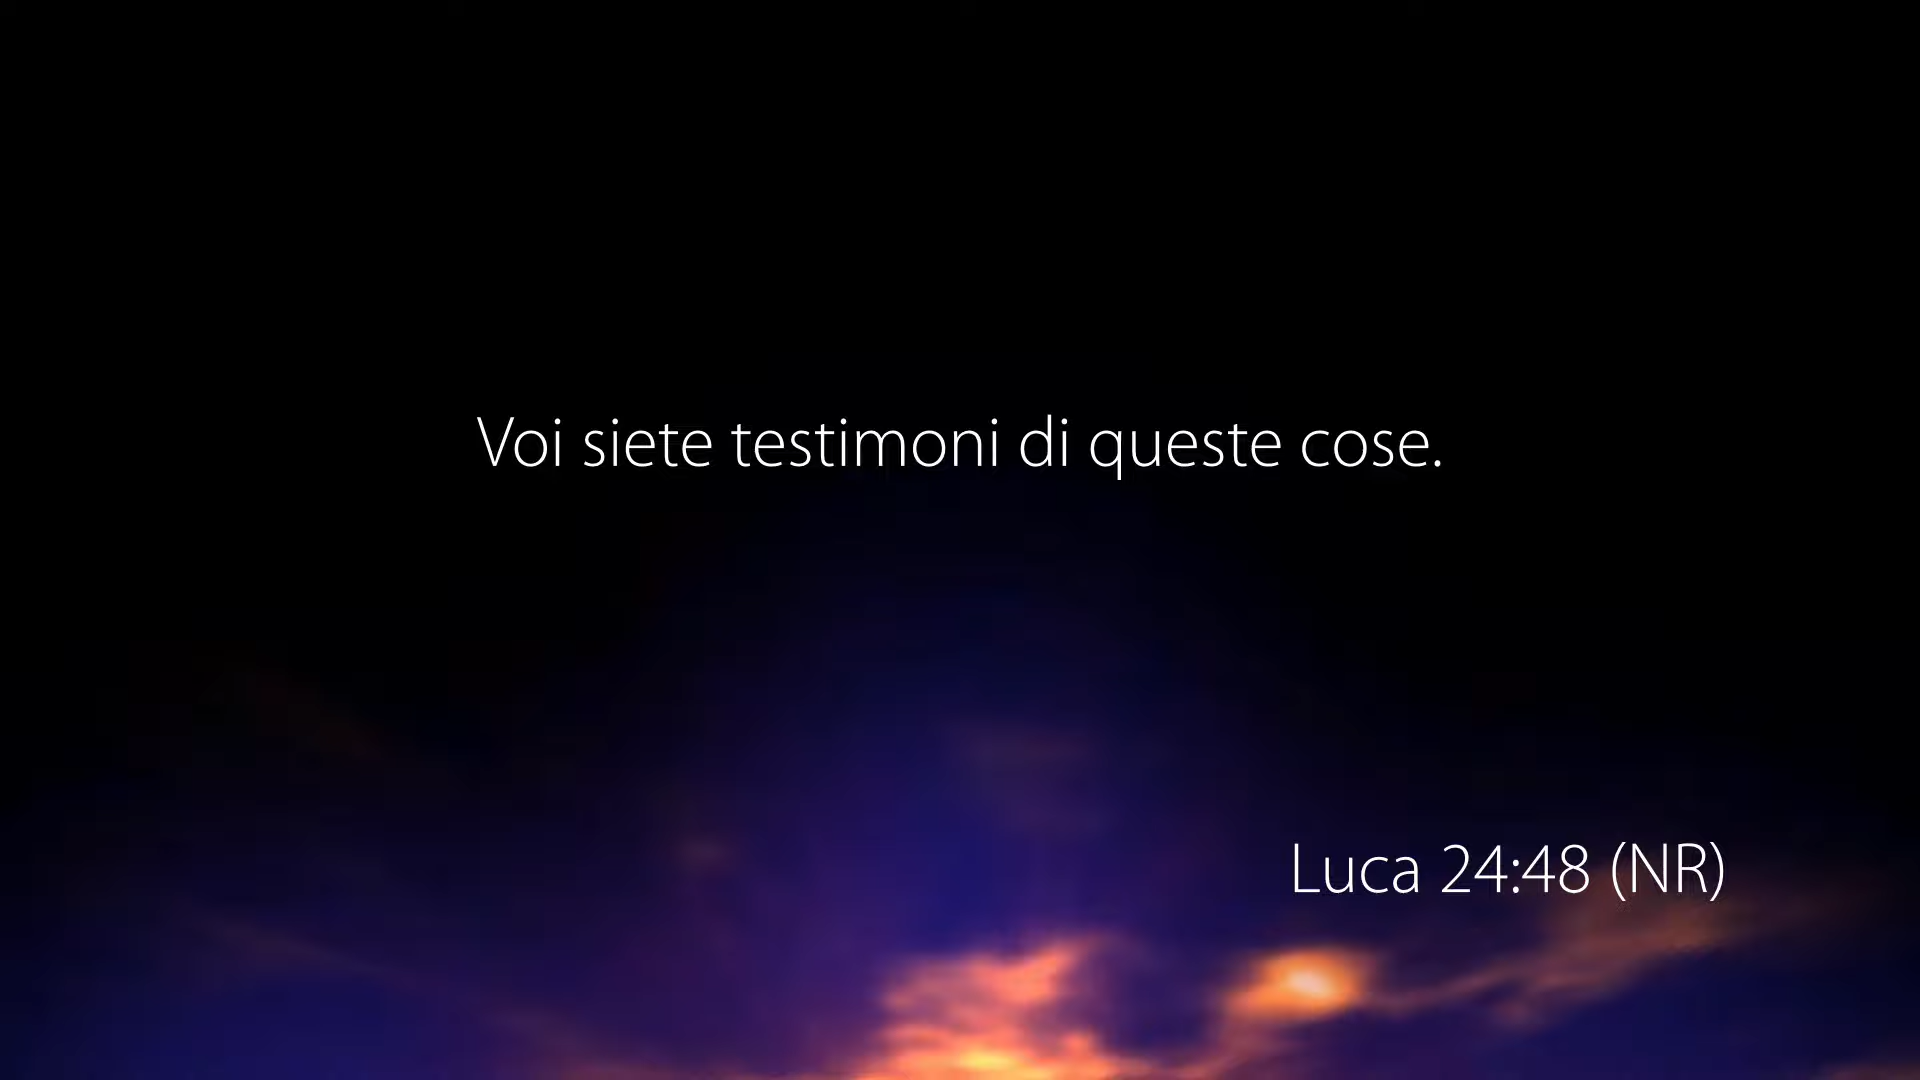 Voi siete testimoni di queste cose.
Luca 24:48 (NR)